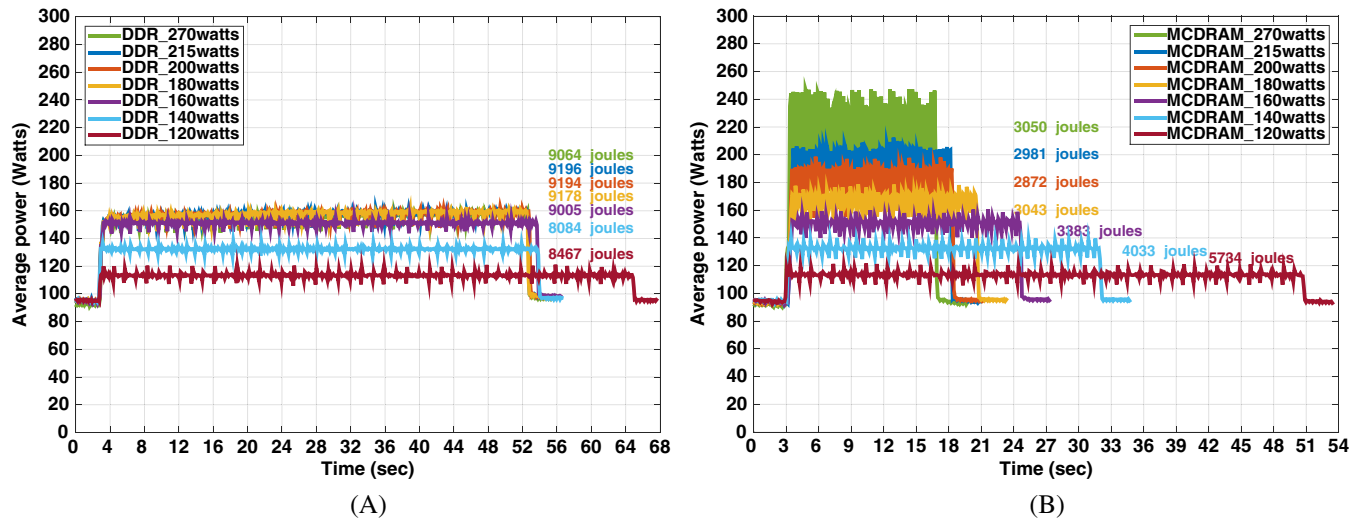 300
280
260
240
220
200
180
160
140
120
100
80
60
40
20
0
Average power (Watts)
DDR_270watts
DDR_215watts
DDR_200watts
DDR_180watts
DDR_160watts
DDR_140watts
DDR_120watts
9064 joules
9196 joules
9194 joules
9178 joules
9005 joules
8084 joules
8467 joules
0 4 8 12 16 20 24 28 32 36 40 44 48 52 56 60 64 68
Time (sec)
(A)
300
280
260
240
220
200
180
160
140
120
100
80
60
40
20
0
Average power (Watts)
MCDRAM_270watts
MCDRAM_215watts
MCDRAM_200watts
MCDRAM_180watts
MCDRAM_160watts
MCDRAM_140watts
MCDRAM_120watts
3050 joules
2981 joules
2872 joules
3043 joules
3383 joules
4033 joules
5734 joules
0 3 6 9 12 15 18 21 24 27 30 33 36 39 42 45 48 51 54
Time (sec)
(B)